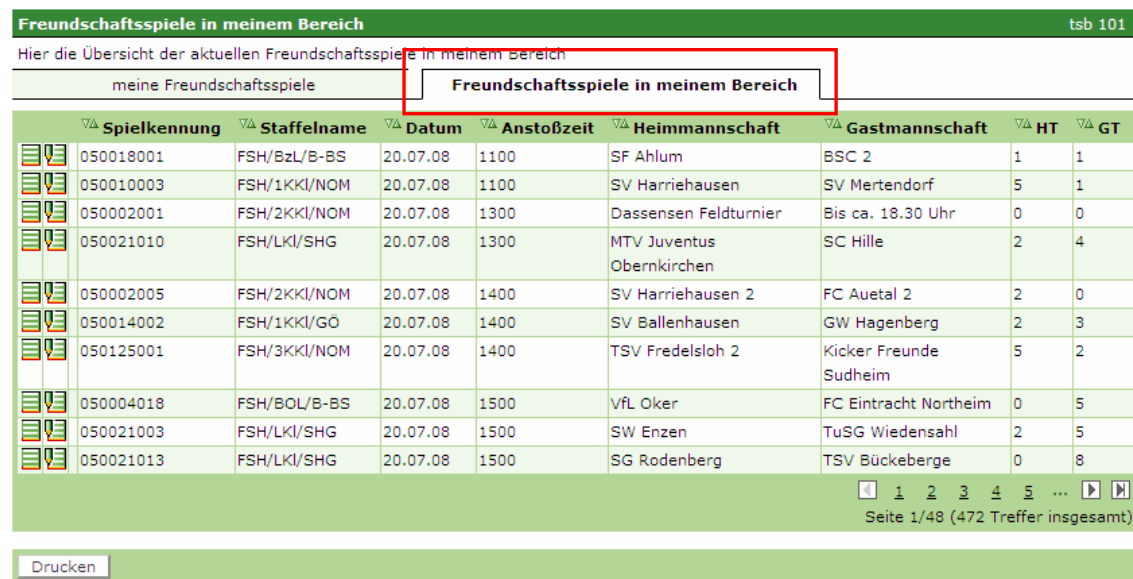 Freundschaftsspiele in meinem Bereich tsb 101
Hier die Übersicht der aktuellen Freundschaftsspiele in meinem Bereich
meine Freundschaftsspiele Freundschaftsspiele in meinem Bereich
Spielkennung Staffelname Datum Anstoßzeit Heimmannschaft Gastmannschaft HT GT
050018001 FSH/BzL/B-BS 20.07.08 1100 SF Ahlum BSC 2 1 1
050010003 FSH/1KKl/NOM 20.07.08 1100 SV Harriehausen SV Mertendorf 5 1
050002001 FSH/2KKl/NOM 20.07.08 1300 Dassensen Feldturnier Bis ca. 18.30 Uhr 0 0
050021010 FSH/LKl/SHG 20.07.08 1300 MTV Juventus SC Hille 2 4
Obernkirchen
050002005 FSH/2KKl/NOM 20.07.08 1400 SV Harriehausen 2 FC Auetal 2 2 0
050014002 FSH/1KKl/GÖ 20.07.08 1400 SV Ballenhausen GW Hagenberg 2 3
050125001 FSH/3KKl/NOM 20.07.08 1400 TSV Fredelsloh 2 Kicker Freunde 5 2
Sudheim
050004018 FSH/BOL/B-BS 20.07.08 1500 VfL Oker FC Eintracht Northeim 0 5
050021003 FSH/LKl/SHG 20.07.08 1500 SW Enzen TuSG Wiedensahl 2 5
050021013 FSH/LKl/SHG 20.07.08 1500 SG Rodenberg TSV Bückeberge 0 8
1 2 3 4 5 ...
Seite 1/48 (472 Treffer insgesamt)
Drucken